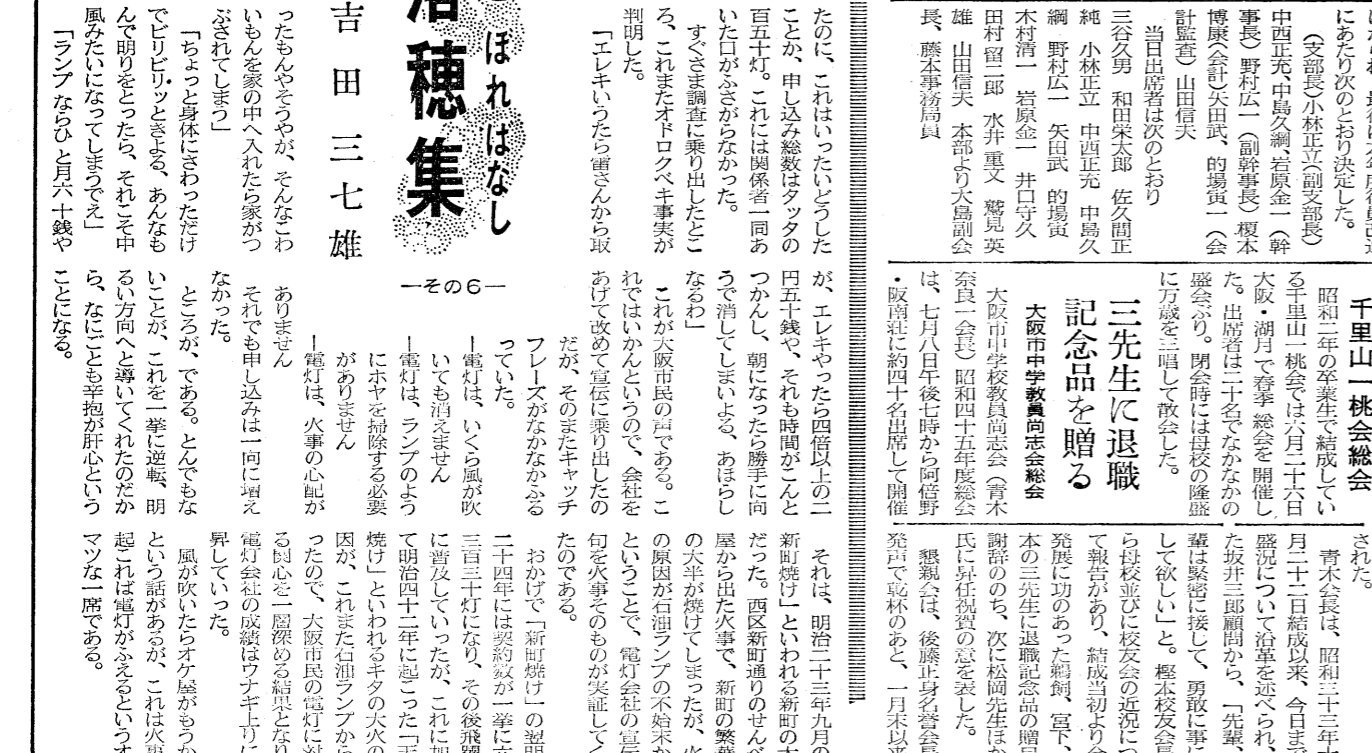 にあたり次のとおり決定した。
（支部長）小林正立（副支部長）
中西正充、中島久綱、岩原金一（幹
事長）野村広一（副幹事長）榎本
博康（会計）矢田武、的場寅一（会
計監査）山田信夫
当日出席者は次のとおり
三谷久男　和田栄太郎　佐久間正
純　小林正立　中西正充　中島久
綱　野村広一　矢田武　的場寅
木村清一　岩原金一　井口守久
田村留二郎　水井重文　鷲見英
雄　山田信夫　本部より大島副会
長、藤本事務局員
千里山一桃会総会
昭和二年の卒業生で結成してい
る千里山一桃会では六月二十六日
大阪・湖月で春季総会を開催し
た。出席者は二十名でなかなかの
盛会ぶり。閉会時には母校の隆盛
に万歳を三唱して散会した。
三先生に退職
記念品を贈る
大阪市中学教員尚志会総会
大阪市中学校教員尚志会（青木
奈良一会長）昭和四十五年度総会
は、七月八日午後七時から阿倍野
・阪南荘に約四十名出席して開催
された。
青木会長は、昭和三十三年七
月二十二日結成以来、今日ま
盛況について沿革を述べられ、
た坂井三郎顧問から、「先輩、
輩は緊密に接して、勇敢に事に
して欲しい」と。樫本校友会長
ら母校並びに校友会の近況につ
て報告があり、結成当初より会
発展に功のあった鵜飼、宮下、
本の三先生に退職記念品の贈呈
謝辞ののち、次に松岡先生ほか
氏に昇任祝賀の意を表した。
懇親会は、後藤正身名誉会長
発声で乾杯のあと、一月末以来
ほれはなし
穂集
吉田三七雄
―その6―
たのに、これはいったいどうした
ことか、申し込み総数はタッタの
百五十灯。これには関係者一同あ
いた口がふさがらなかった。
すぐさま調査に乗り出したとこ
ろ、これまたオドロクベキ事実が
判明した。
「エレキいうたら雷さんから取
ったもんやそうやが、そんなこわ
いもんを家の中へ入れたら家がつ
ぶされてしまう」
「ちょっと身体にさわっただけ
でビリビリッときよる、あんなも
んで明りをとったら、それこそ中
風みたいになってしまうでえ」
「ランプならひと月六十銭や
が、エレキやったら四倍以上の二
円五十銭や、それも時間がこんと
つかんし、朝になったら勝手に向
うで消してしまいよる、あほらし
なるわ」
これが大阪市民の声である。こ
れではいかんというので、会社を
あげて改めて宣伝に乗り出したの
だが、そのまたキャッチ
フレーズがなかなかふる
っていた。
―電灯は、いくら風が吹
いても消えません
―電灯は、ランプのよう
にホヤを掃除する必要
がありません
―電灯は、火事の心配が
ありません
それでも申し込みは一向に増え
なかった。
ところが、である。とんでもな
いことが、これを一挙に逆転、明
るい方向へと導いてくれたのだか
ら、なにごとも辛抱が肝心という
ことになる。
それは、明治二十三年九月の
新町焼け」といわれる新町の大
だった。西区新町通りのせんべ
屋から出た火事で、新町の繁華
の大半が焼けてしまったが、火
の原因が石油ランプの不始末か
ということで、電灯会社の宣伝
句を火事そのものが実証してく
たのである。
おかげで「新町焼け」の翌明
二十四年には契約数が一挙に六
三百三十灯になり、その後飛躍
に普及していったが、これに加
て明治四十二年に起こった「天
焼け」といわれるキタの大火の
因が、これまた石油ランプから
ったので、大阪市民の電灯に対
る関心を一層深める結果となり
電灯会社の成績はウナギ上りに
昇していった。
風が吹いたらオケ屋がもうか
という話があるが、これは火事
起これば電灯がふえるというオ
マツな一席である。